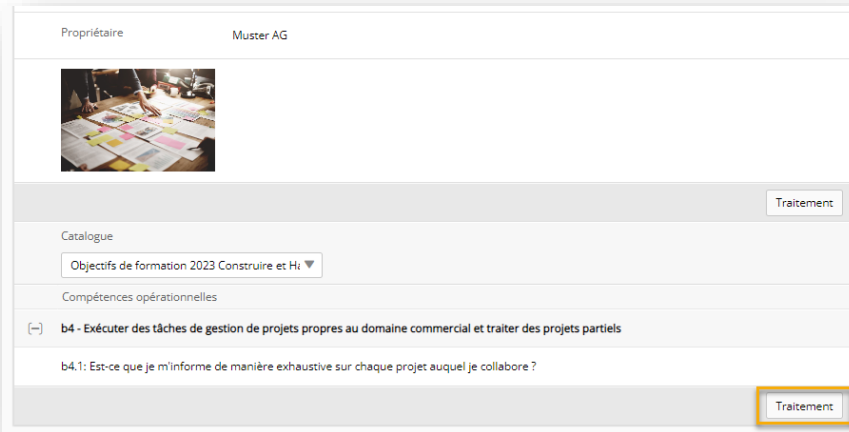 Propriétaire Muster AG
Traitement
Catalogue
Objectifs de formation 2023 Construire et Ha
Compétences opérationnelles
b4 - Exécuter des tâches de gestion de projets propres au domaine commercial et traiter des projets partiels
b4.1: Est-ce que je m'informe de manière exhaustive sur chaque projet auquel je collabore ?
Traitement